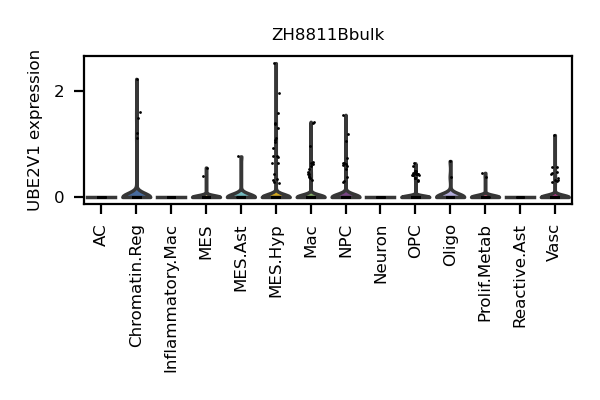 ZH8811Bbulk
UBE2V1 expression
2
0
AC
Chromatin.Reg
Inflammatory.Mac
MES
MES.Ast
MES.Hyp
Mac
NPC
Neuron
OPC
Oligo
Prolif.Metab
Reactive.Ast
Vasc